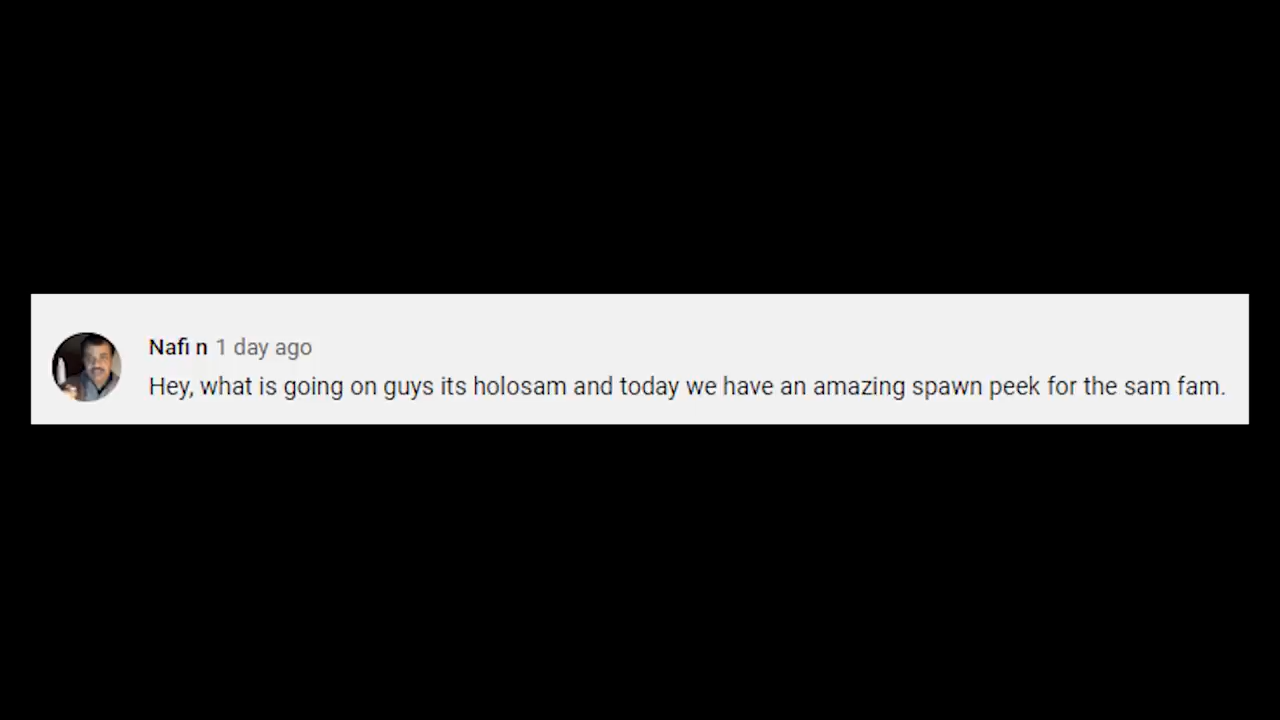 Nafi n 1 day ago
Hey, what is going on guys its holosam and today we have an amazing spawn peek for the sam fam.